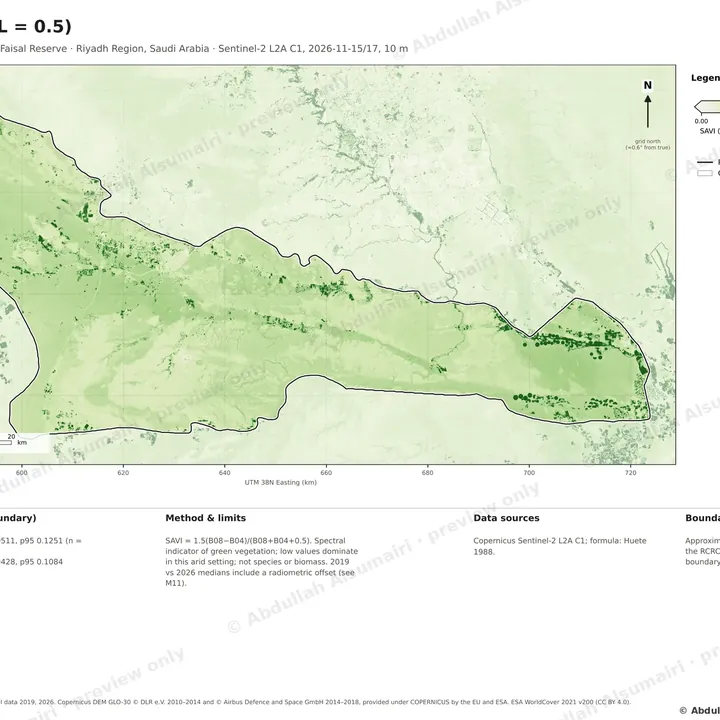 L = 0.5)
Faisal Reserve · Riyadh Region, Saudi Arabia · Sentinel-2 L2A C1, 2026-11-15/17, 10 m
N
grid north
(≈0.6° from true)
Legen
0.00
SAVI (
20
km
600 620 640 660 680 700 720
UTM 38N Easting (km)
undary)
511, p95 0.1251 (n =
428, p95 0.1084
Method & limits
SAVI = 1.5(B08−B04)/(B08+B04+0.5). Spectral
indicator of green vegetation; low values dominate
in this arid setting; not species or biomass. 2019
vs 2026 medians include a radiometric offset (see
M11).
Data sources
Copernicus Sentinel-2 L2A C1; formula: Huete
1988.
Bounda
Approxim
the RCRC
boundary
l data 2019, 2026. Copernicus DEM GLO-30 © DLR e.V. 2010–2014 and © Airbus Defence and Space GmbH 2014–2018, provided under COPERNICUS by the EU and ESA. ESA WorldCover 2021 v200 (CC BY 4.0).
© Abdul
© Abdullah Alsumairi · preview only